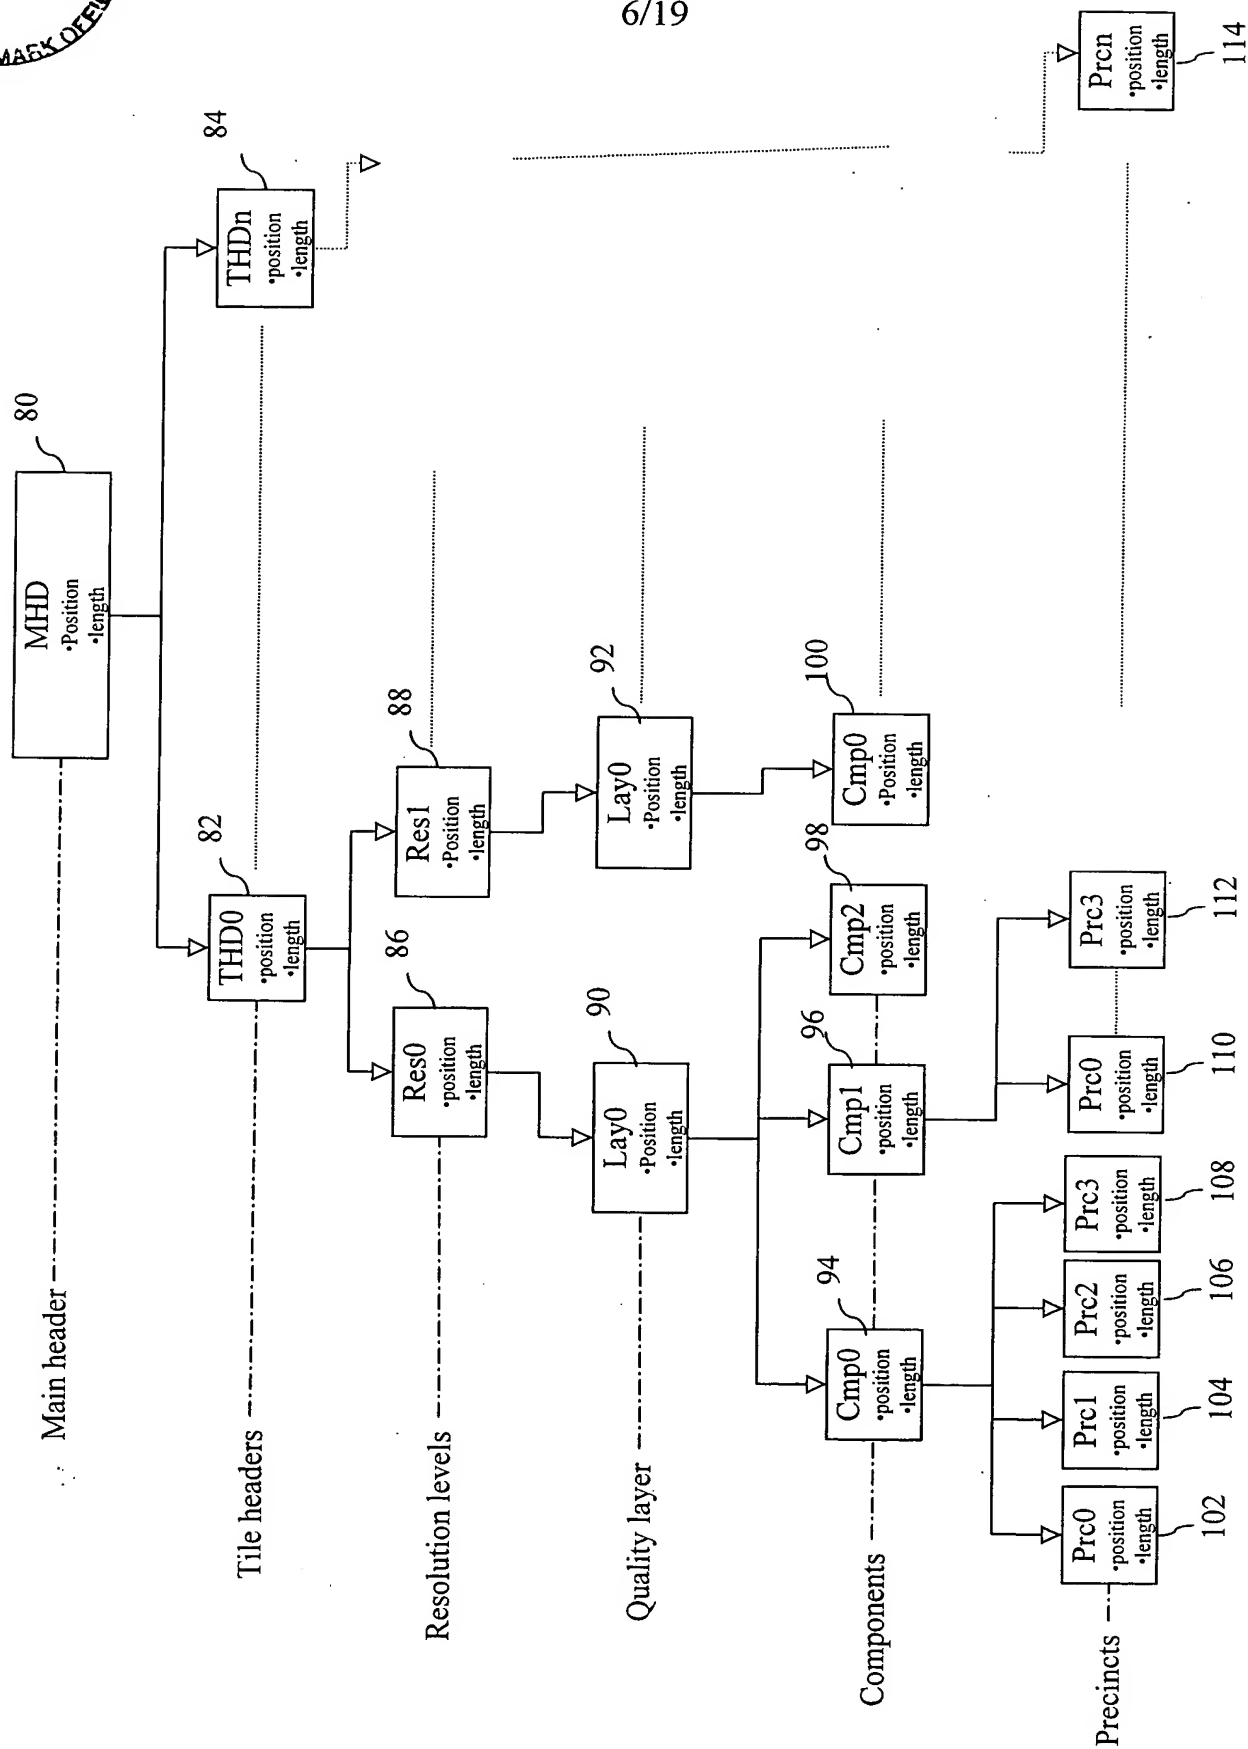 6/19
80
MHD
•Position
•length
Main header
82
THD0
•position
•length
84
THDn
•position
•length
Tile headers
86
Res0
•position
•length
88
Res1
•Position
•length
Resolution levels
90
Lay0
•Position
•length
92
Lay0
•Position
•length
Quality layer
94
Cmp0
•position
•length
96
Cmp1
•position
•length
98
Cmp2
•position
•length
100
Cmp0
•Position
•length
Components
Prc0
•position
•length
102
Prc1
•position
•length
104
Prc2
•position
•length
106
Prc3
•position
•length
108
Prc0
•position
•length
110
Prc3
•position
•length
112
Prcn
•position
•length
114
Precincts